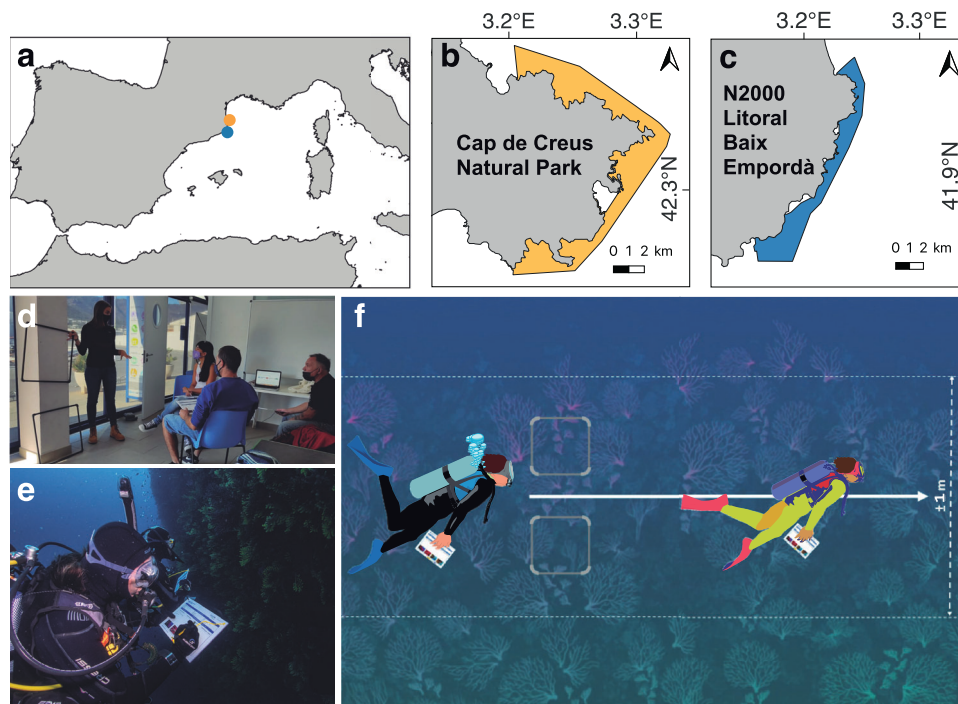 3.2°E 3.3°E 3.2°E 3.3°E
a
b
Cap de Creus
Natural Park
42.3°N
0 1 2 km
c
N2000
Litoral
Baix
Empordà
41.9°N
0 1 2 km
d
e
CRESSI
f
±1 m